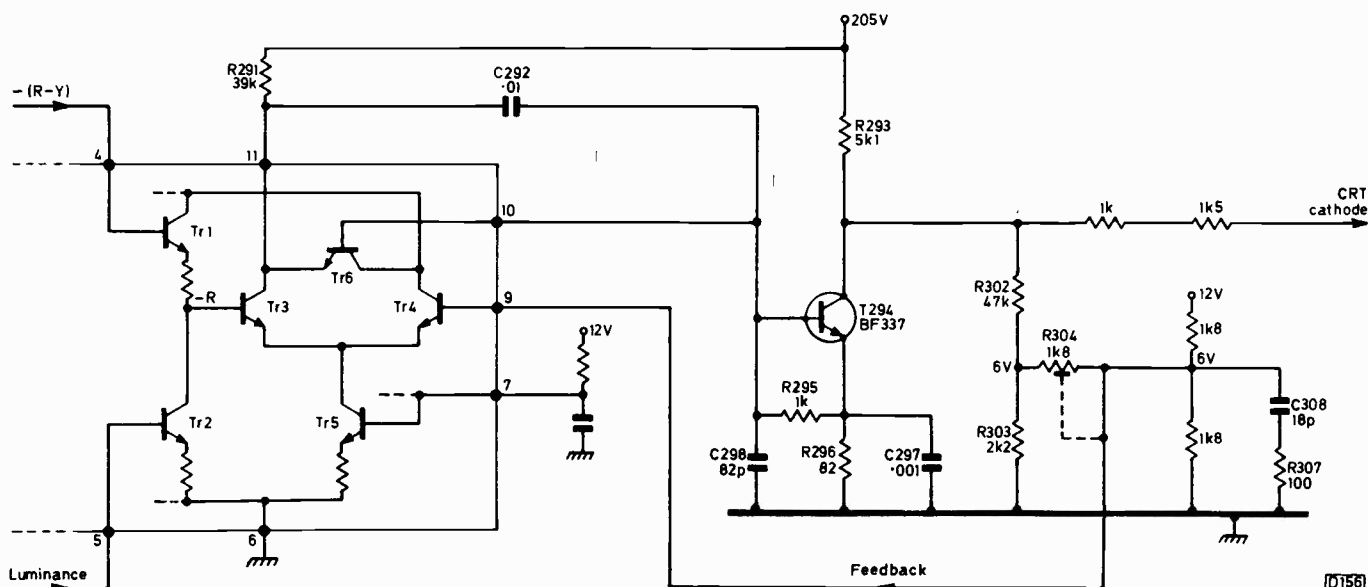 205V
R291
39k
C292
·01
-(R-Y)
R293
5k1
4
11
10
CRT
cathode
1k
1k5
Tr1
Tr6
-R
Tr3
Tr4
9
T294
BF337
R302
47k
12V
1k8
R304
1k8
6V
6V
12V
7
Tr2
Tr5
R295
1k
C308
18p
C298
82p
R296
82
C297
·001
R303
2k2
1k8
R307
100
5
6
Luminance
Feedback
D156